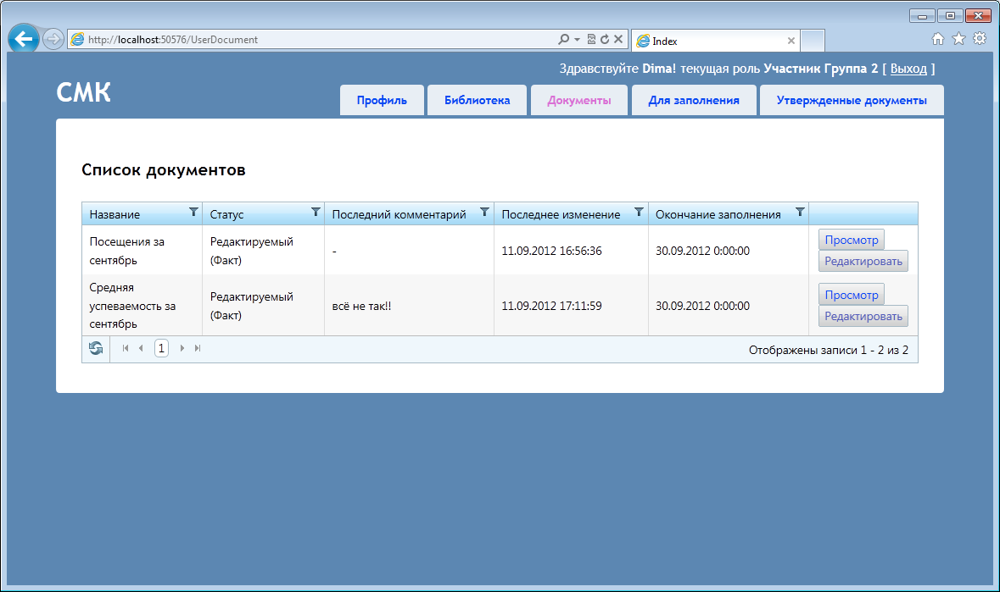 http://localhost:50576/UserDocument
Index
Здравствуйте Dima! текущая роль Участник Группа 2 [ Выход ]
СМК
Профиль
Библиотека
Документы
Для заполнения
Утвержденные документы
Список документов
Название
Статус
Последний комментарий
Последнее изменение
Окончание заполнения
Посещения за
сентябрь
Редактируемый
(Факт)
-
11.09.2012 16:56:36
30.09.2012 0:00:00
Просмотр
Редактировать
Средняя
успеваемость за
сентябрь
Редактируемый
(Факт)
всё не так!!
11.09.2012 17:11:59
30.09.2012 0:00:00
Просмотр
Редактировать
1
Отображены записи 1 - 2 из 2